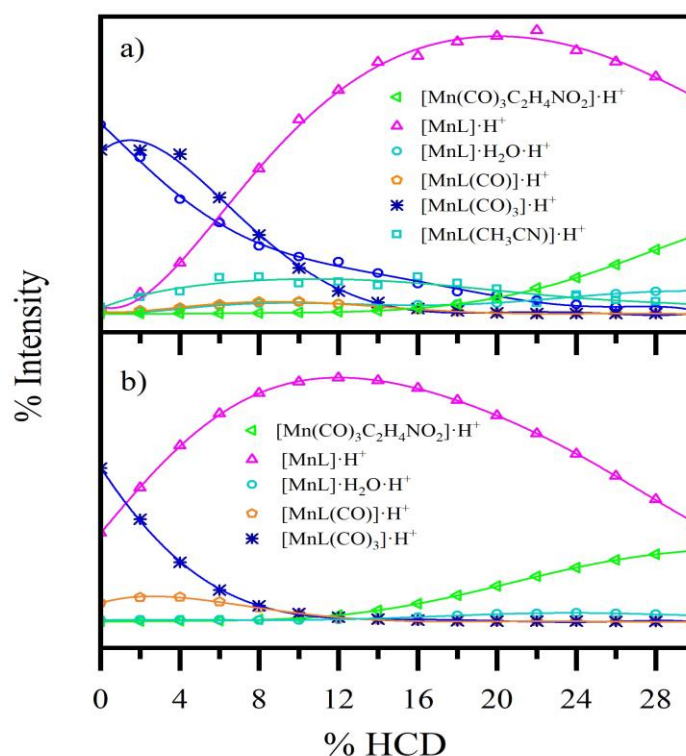 a)
[Mn(CO)₃C₂H₄NO₂]·H⁺
[MnL]·H⁺
[MnL]·H₂O·H⁺
[MnL(CO)]·H⁺
[MnL(CO)₃]·H⁺
[MnL(CH₃CN)]·H⁺
% Intensity
b)
[Mn(CO)₃C₂H₄NO₂]·H⁺
[MnL]·H⁺
[MnL]·H₂O·H⁺
[MnL(CO)]·H⁺
[MnL(CO)₃]·H⁺
0 4 8 12 16 20 24 28
% HCD